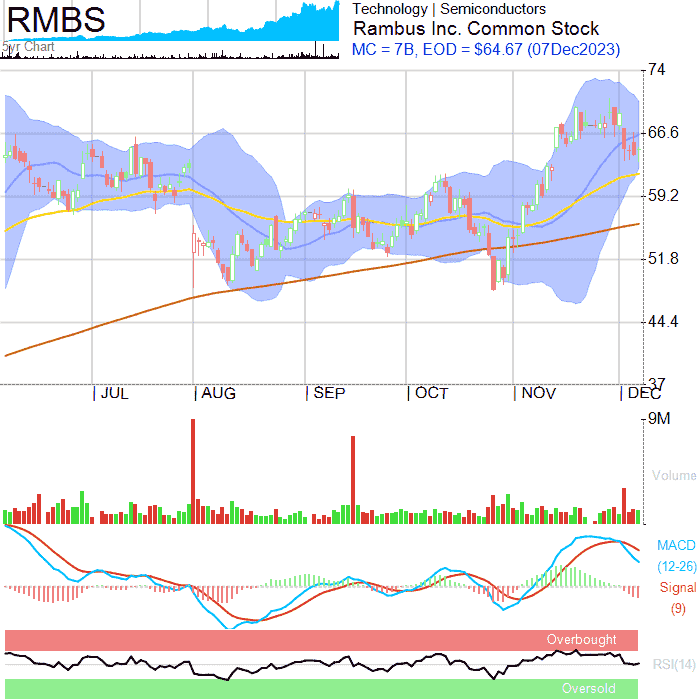 RMBS
5yr Chart
Technology | Semiconductors
Rambus Inc. Common Stock
MC = 7B, EOD = $64.67 (07Dec2023)
74
66.6
59.2
51.8
44.4
37
JUL AUG SEP OCT NOV DEC
9M
Volume
MACD
(12-26)
Signal
(9)
Overbought
RSI(14)
Oversold